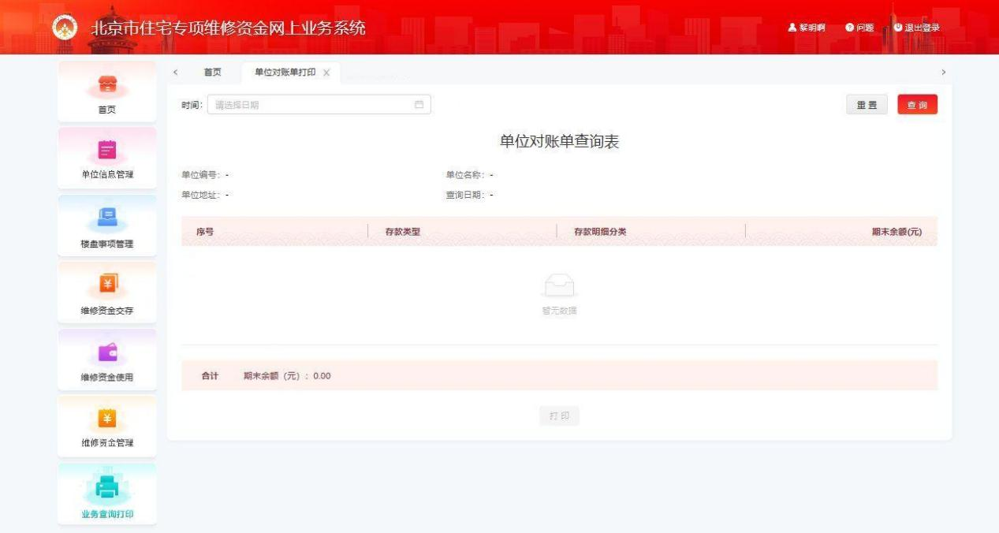 北京市住宅专项维修资金网上业务系统
黎明啊 问题 退出登录
首页
单位信息管理
楼盘事项管理
维修资金交存
维修资金使用
维修资金管理
业务查询打印
首页 单位对账单打印
时间： 请选择日期 重置 查询
单位对账单查询表
单位编号： - 单位名称： -
单位地址： - 查询日期： -
序号 存款类型 存款明细分类 期末余额(元)
暂无数据
合计 期末余额（元）: 0.00
打印